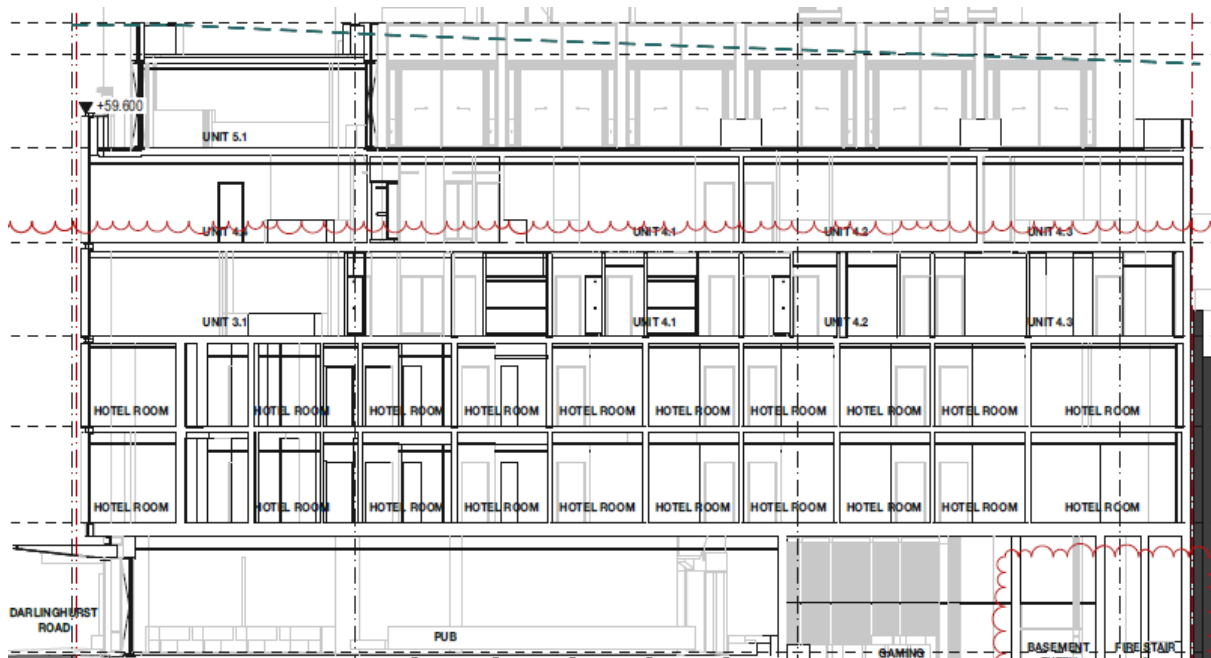 +59.600
UNIT 5.1
UNIT 4.4 UNIT 4.1 UNIT 4.2 UNIT 4.3
UNIT 3.1 UNIT 4.1 UNIT 4.2 UNIT 4.3
HOTEL ROOM HOTEL ROOM HOTEL ROOM HOTEL ROOM HOTEL ROOM HOTEL ROOM HOTEL ROOM HOTEL ROOM HOTEL ROOM HOTEL ROOM
HOTEL ROOM HOTEL ROOM HOTEL ROOM HOTEL ROOM HOTEL ROOM HOTEL ROOM HOTEL ROOM HOTEL ROOM HOTEL ROOM HOTEL ROOM
DARLINGHURST
ROAD
PUB
GAMING
BASEMENT
FIRE STAIR